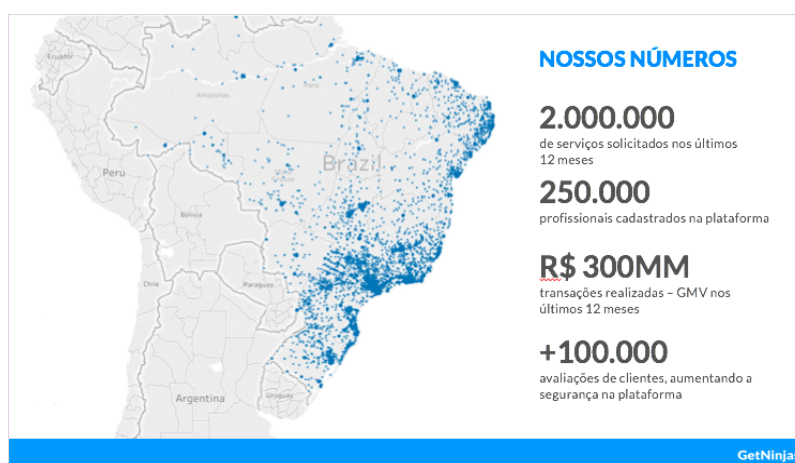 NOSSOS NÚMEROS
2.000.000
de serviços solicitados nos últimos
12 meses
250.000
profissionais cadastrados na plataforma
R$ 300MM
transações realizadas – GMV nos
últimos 12 meses
+100.000
avaliações de clientes, aumentando a
segurança na plataforma
Ecuador
Amazonas
Pará
Brazil
Peru
Bolivia
Chile
Paraguay
Argentina
Uruguay
GetNinjas